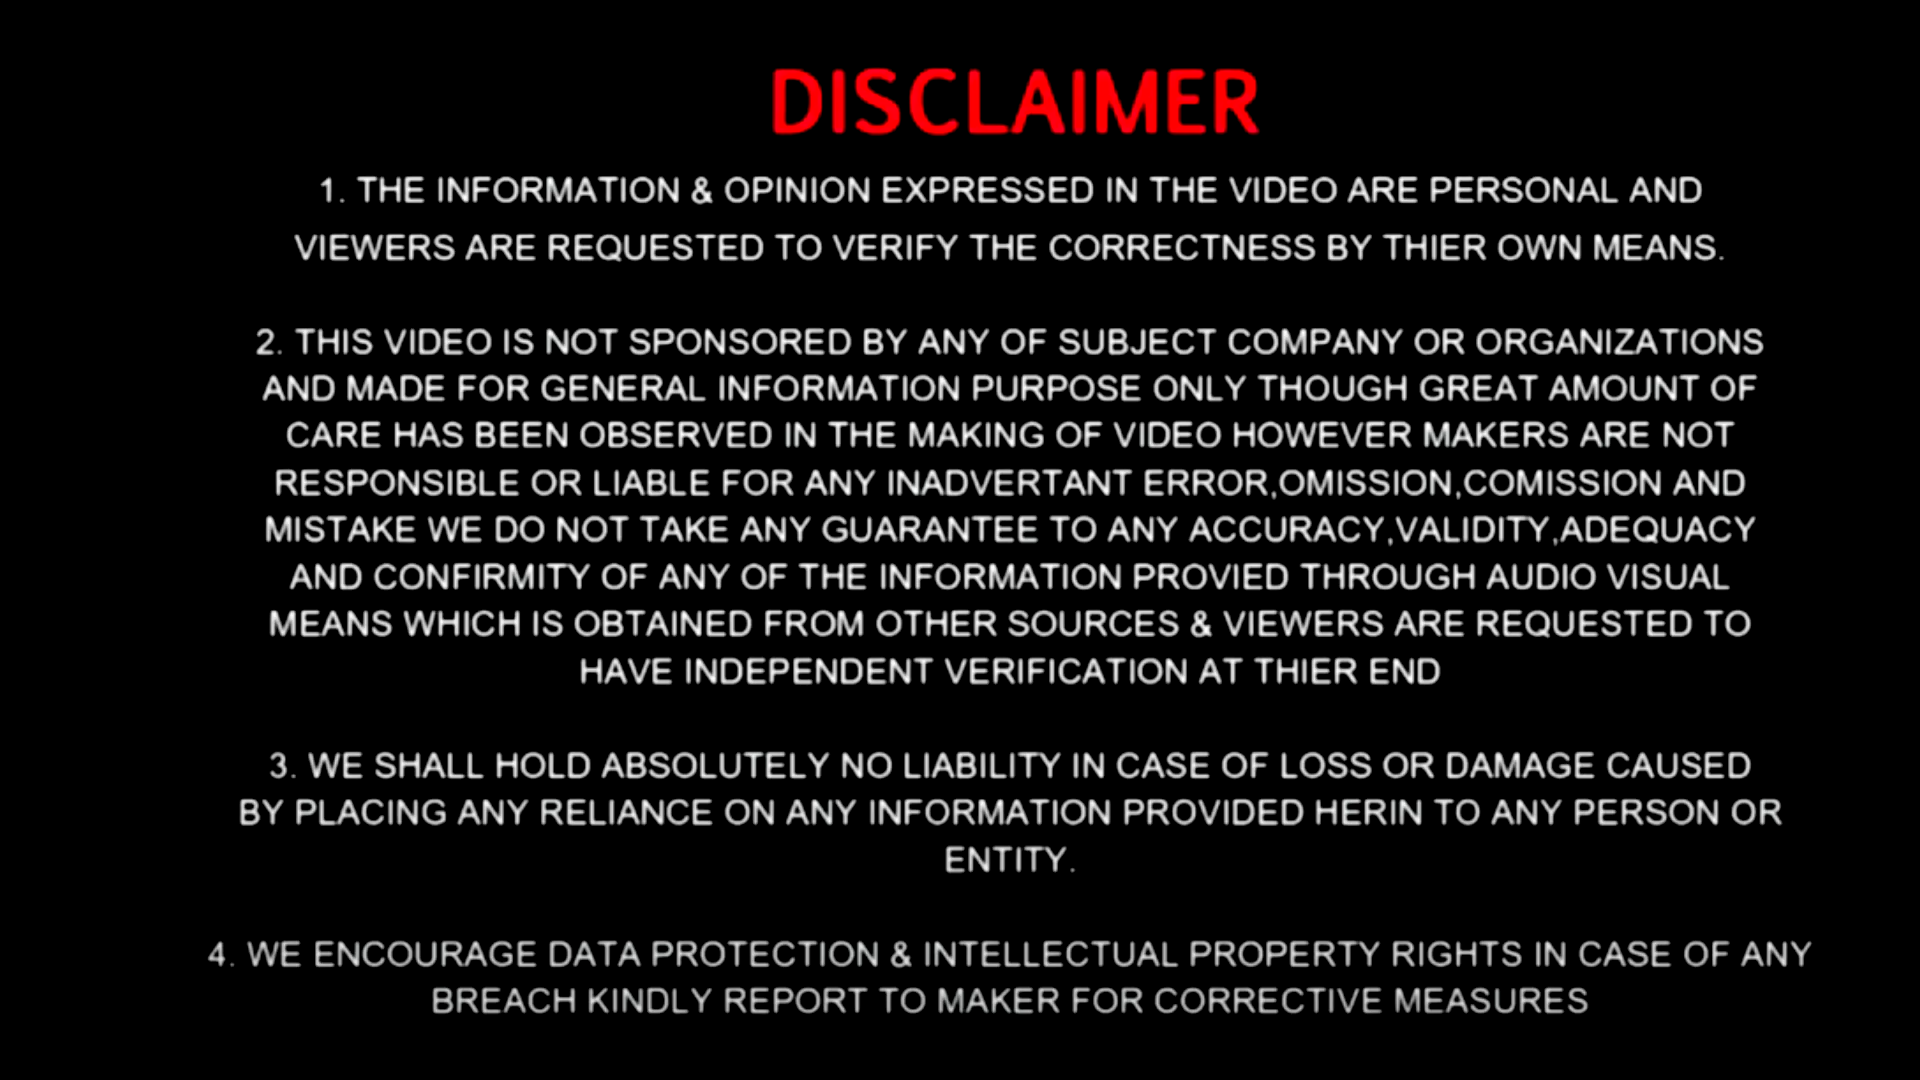 DISCLAIMER
1. THE INFORMATION & OPINION EXPRESSED IN THE VIDEO ARE PERSONAL AND
VIEWERS ARE REQUESTED TO VERIFY THE CORRECTNESS BY THIER OWN MEANS.
2. THIS VIDEO IS NOT SPONSORED BY ANY OF SUBJECT COMPANY OR ORGANIZATIONS
AND MADE FOR GENERAL INFORMATION PURPOSE ONLY THOUGH GREAT AMOUNT OF
CARE HAS BEEN OBSERVED IN THE MAKING OF VIDEO HOWEVER MAKERS ARE NOT
RESPONSIBLE OR LIABLE FOR ANY INADVERTANT ERROR,OMISSION,COMISSION AND
MISTAKE WE DO NOT TAKE ANY GUARANTEE TO ANY ACCURACY,VALIDITY,ADEQUACY
AND CONFIRMITY OF ANY OF THE INFORMATION PROVIED THROUGH AUDIO VISUAL
MEANS WHICH IS OBTAINED FROM OTHER SOURCES & VIEWERS ARE REQUESTED TO
HAVE INDEPENDENT VERIFICATION AT THIER END
3. WE SHALL HOLD ABSOLUTELY NO LIABILITY IN CASE OF LOSS OR DAMAGE CAUSED
BY PLACING ANY RELIANCE ON ANY INFORMATION PROVIDED HERIN TO ANY PERSON OR
ENTITY.
4. WE ENCOURAGE DATA PROTECTION & INTELLECTUAL PROPERTY RIGHTS IN CASE OF ANY
BREACH KINDLY REPORT TO MAKER FOR CORRECTIVE MEASURES